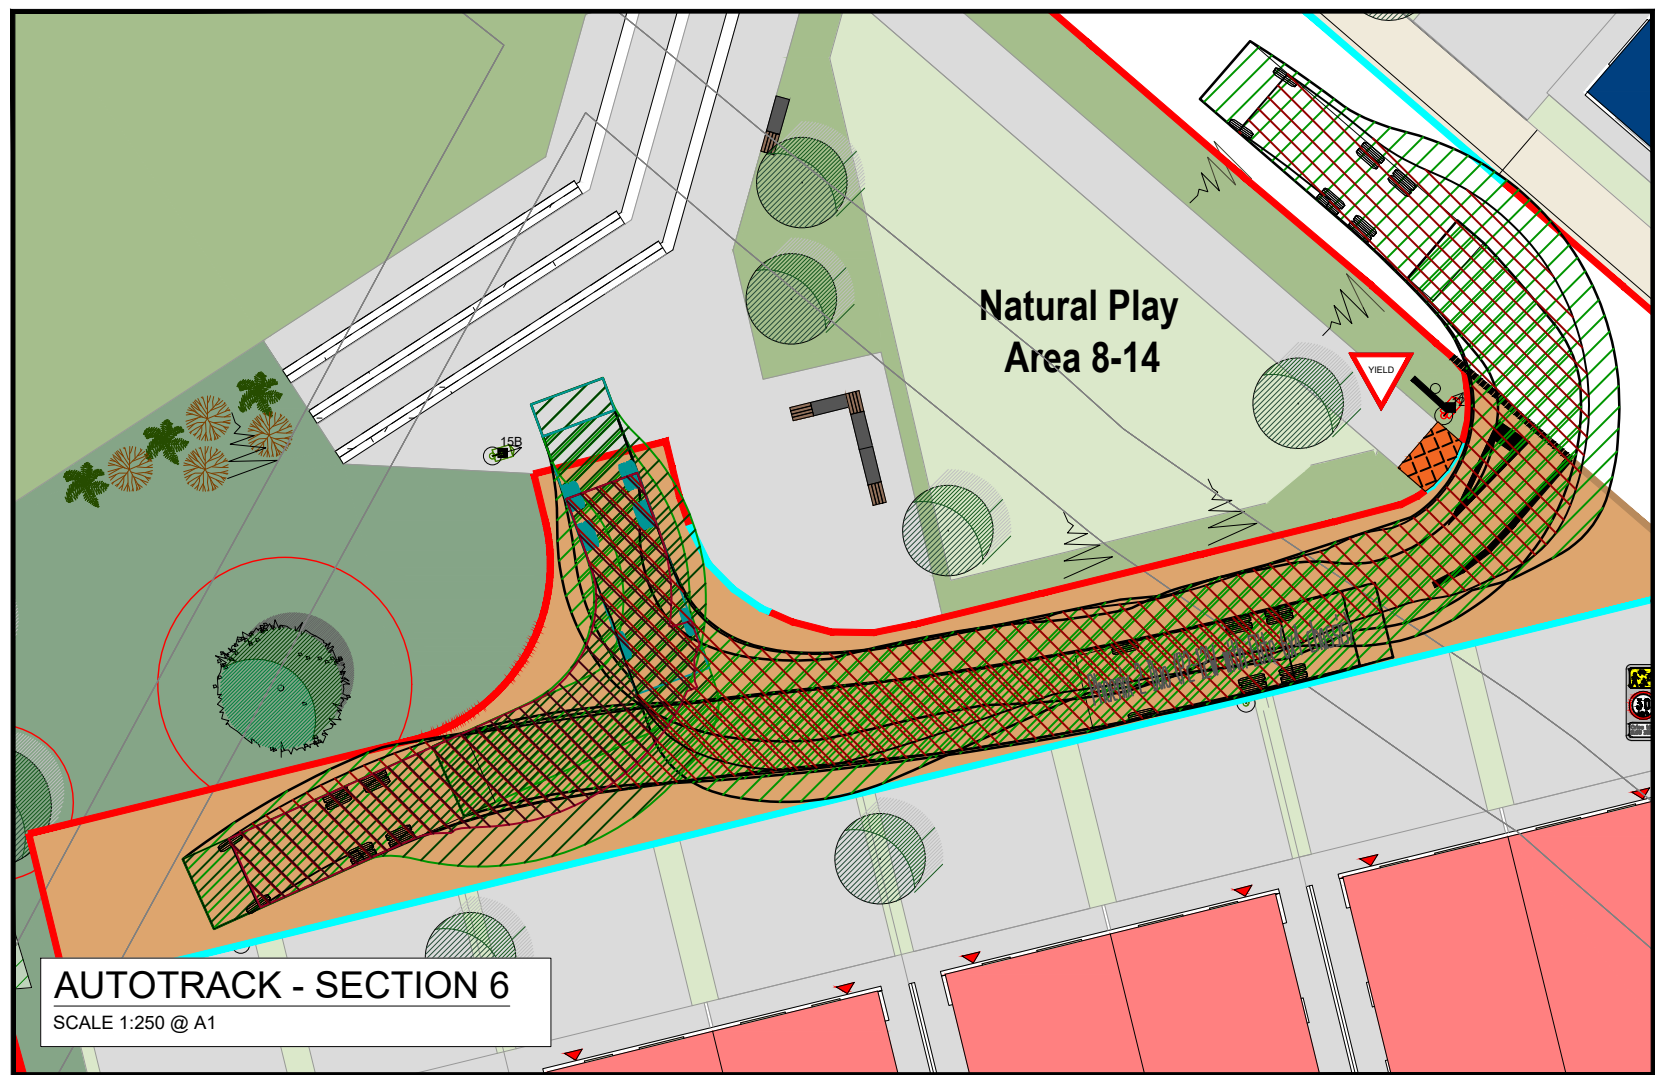 Natural Play
Area 8-14
YIELD
15B
AUTOTRACK - SECTION 6
SCALE 1:250 @ A1